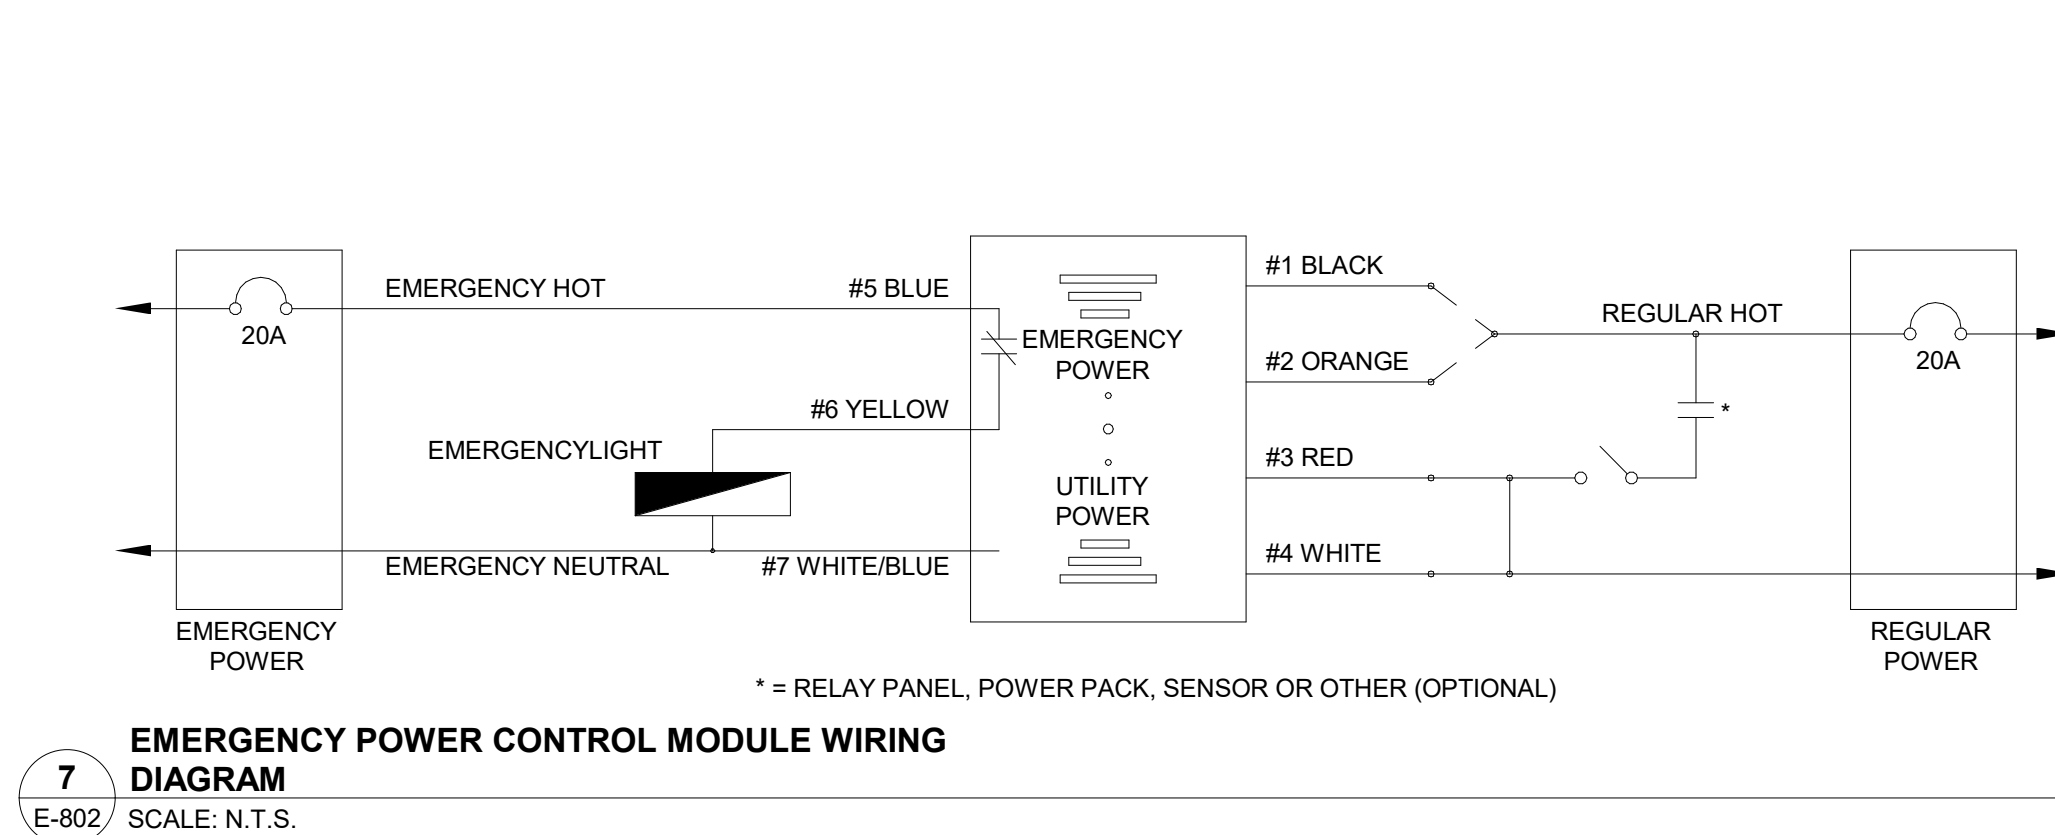 EMERGENCY HOT
#5 BLUE
20A
#6 YELLOW
EMERGENCYLIGHT
EMERGENCY NEUTRAL
#7 WHITE/BLUE
EMERGENCY
POWER
EMERGENCY
POWER
UTILITY
POWER
#1 BLACK
#2 ORANGE
#3 RED
#4 WHITE
REGULAR HOT
*
20A
REGULAR
POWER
* = RELAY PANEL, POWER PACK, SENSOR OR OTHER (OPTIONAL)
EMERGENCY POWER CONTROL MODULE WIRING
DIAGRAM
7
E-802
SCALE: N.T.S.